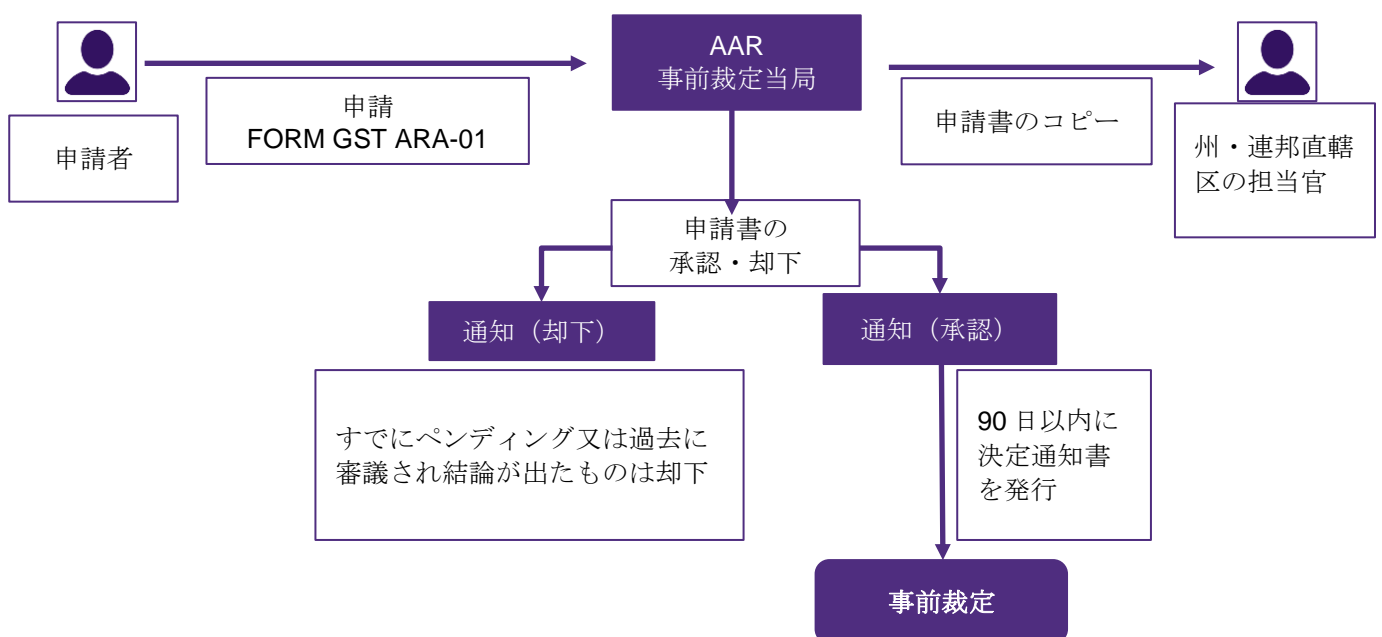 申請者
申請
FORM GST ARA-01
AAR
事前裁定当局
申請書のコピー
州・連邦直轄
区の担当官
申請書の
承認・却下
通知（却下）
通知（承認）
すでにペンディング又は過去に
審議され結論が出たものは却下
90 日以内に
決定通知書
を発行
事前裁定